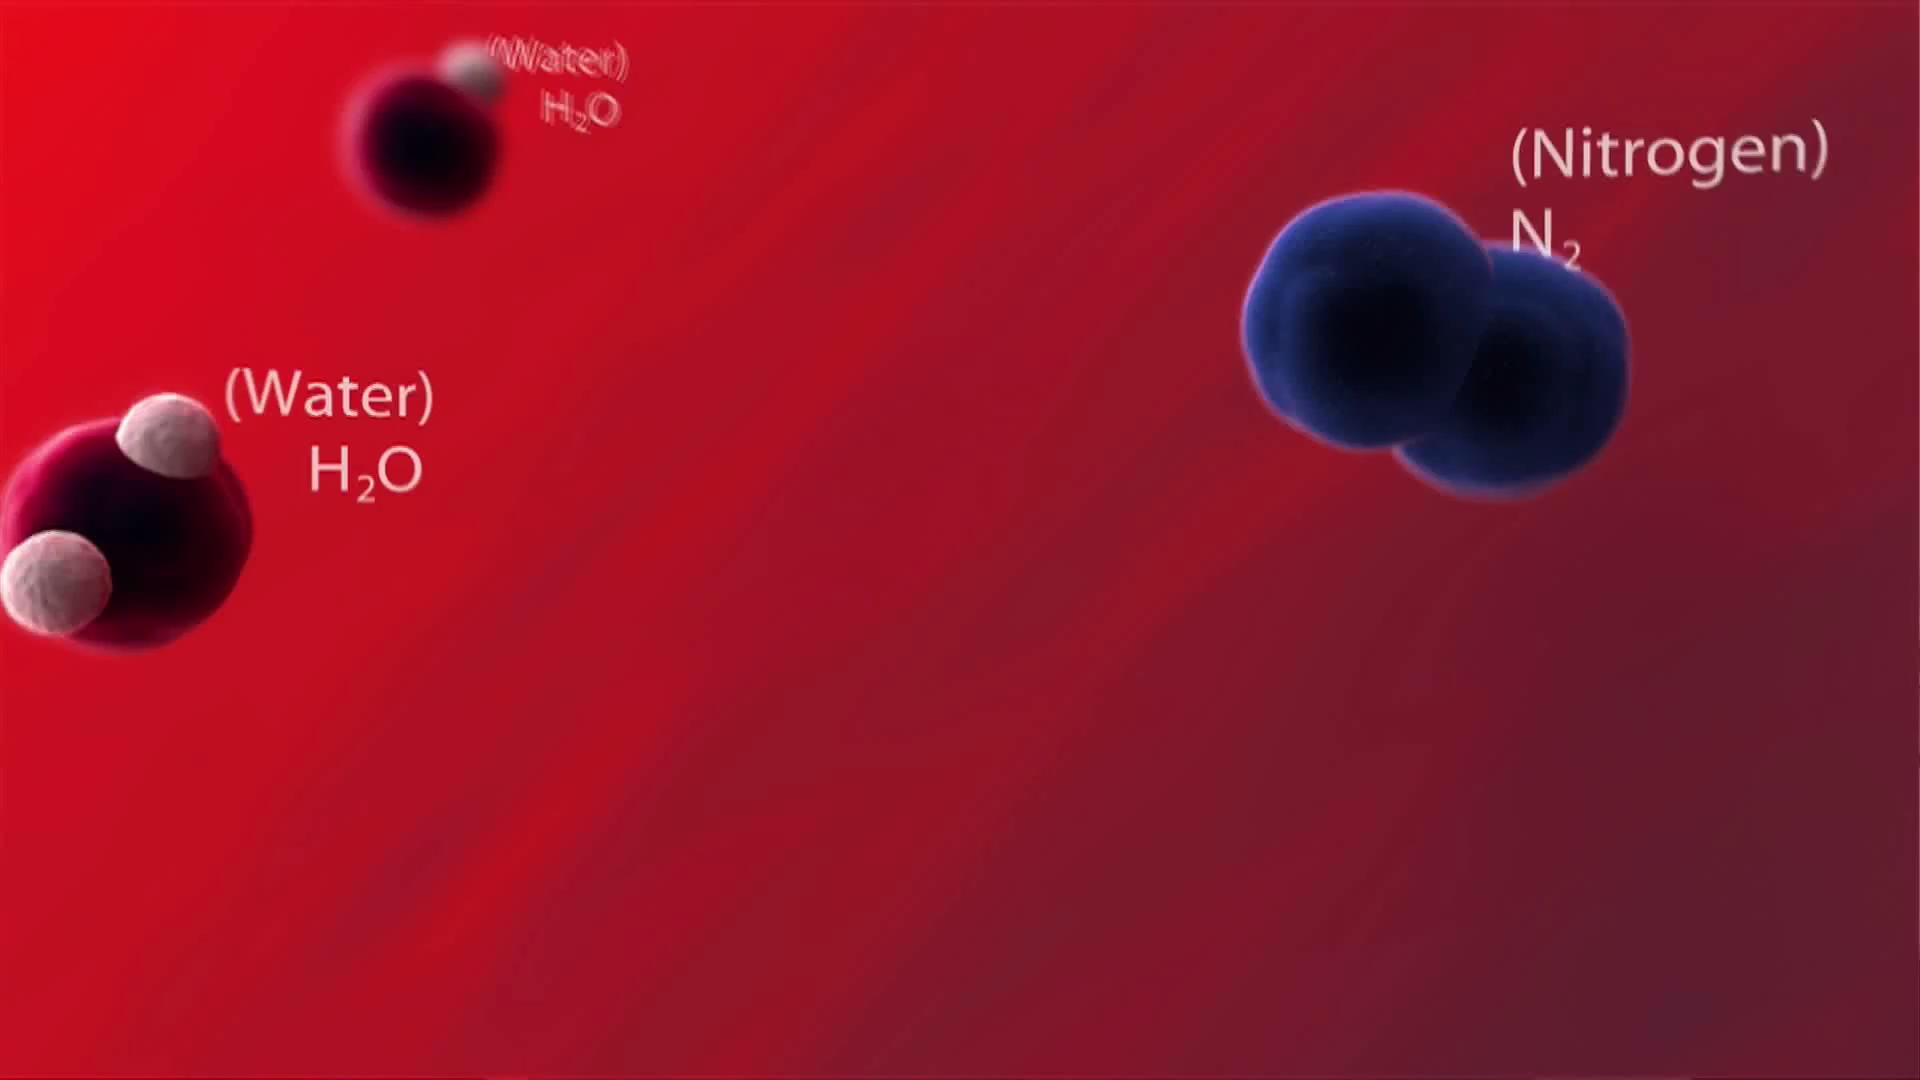 (Water)
H₂O
(Nitrogen)
N₂
(Water)
H₂O